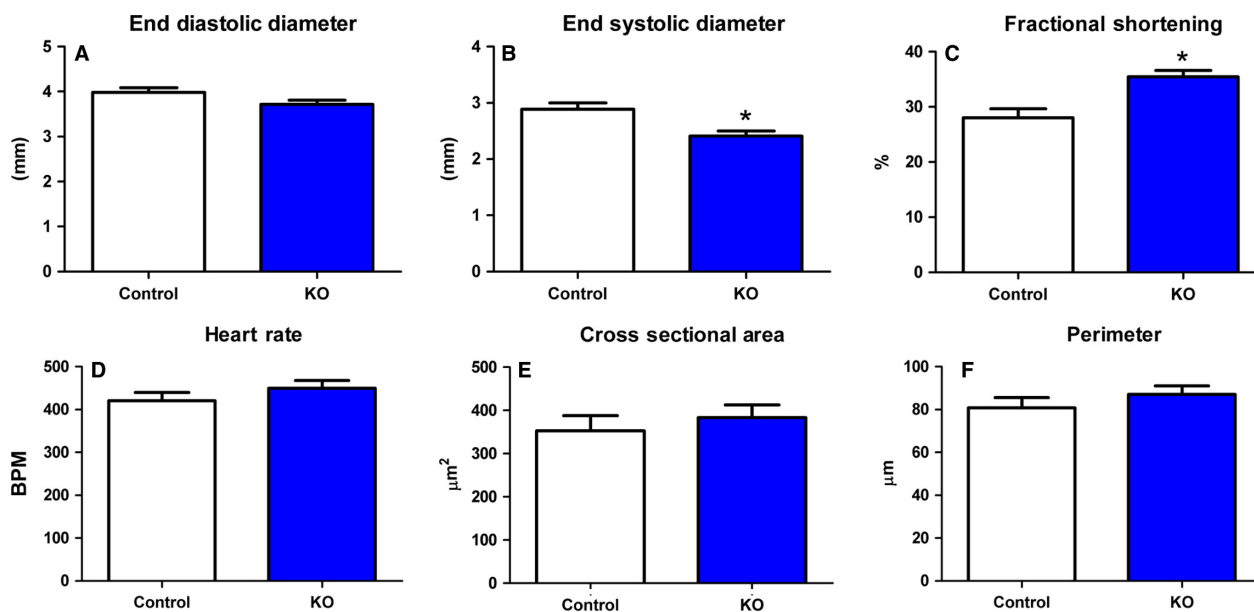 End diastolic diameter
A
5
4
3
2
1
0
(mm)
Control KO
End systolic diameter
B
4
3
2
1
0
(mm)
*
Control KO
Fractional shortening
C
40
30
20
10
0
%
*
Control KO
Heart rate
D
500
400
300
200
100
0
BPM
Control KO
Cross sectional area
E
500
400
300
200
100
0
μm²
Control KO
Perimeter
F
100
80
60
40
20
0
μm
Control KO